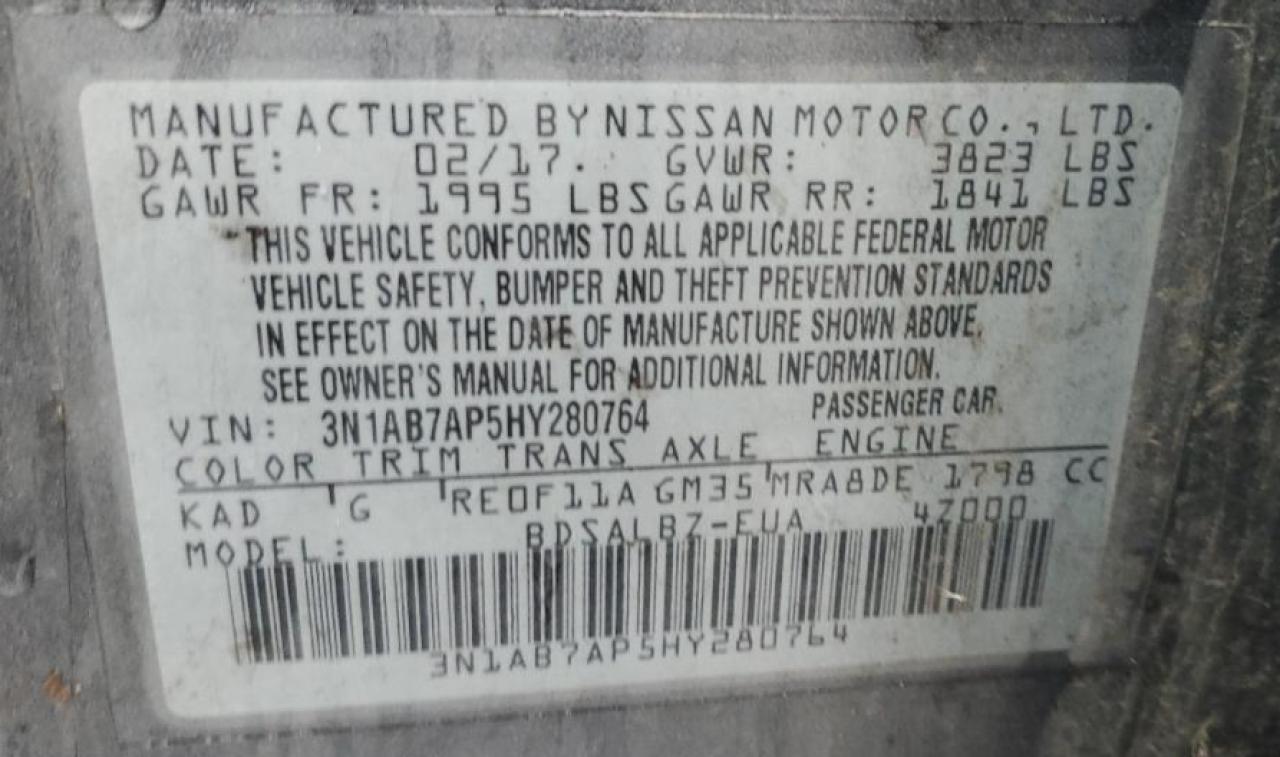 MANUFACTURED BY NISSAN MOTOR CO., LTD.
DATE: 02/17. GVWR: 3823 LBS
GAWR FR: 1995 LBS GAWR RR: 1841 LBS
THIS VEHICLE CONFORMS TO ALL APPLICABLE FEDERAL MOTOR
VEHICLE SAFETY, BUMPER AND THEFT PREVENTION STANDARDS
IN EFFECT ON THE DATE OF MANUFACTURE SHOWN ABOVE.
SEE OWNER'S MANUAL FOR ADDITIONAL INFORMATION.
VIN: 3N1AB7AP5HY280764 PASSENGER CAR.
COLOR TRIM TRANS AXLE ENGINE
KAD G RE0F11A GM35 MRA8DE 1798 CC
MODEL: BDSALBZ-EUA 4Z000
3N1AB7AP5HY280764